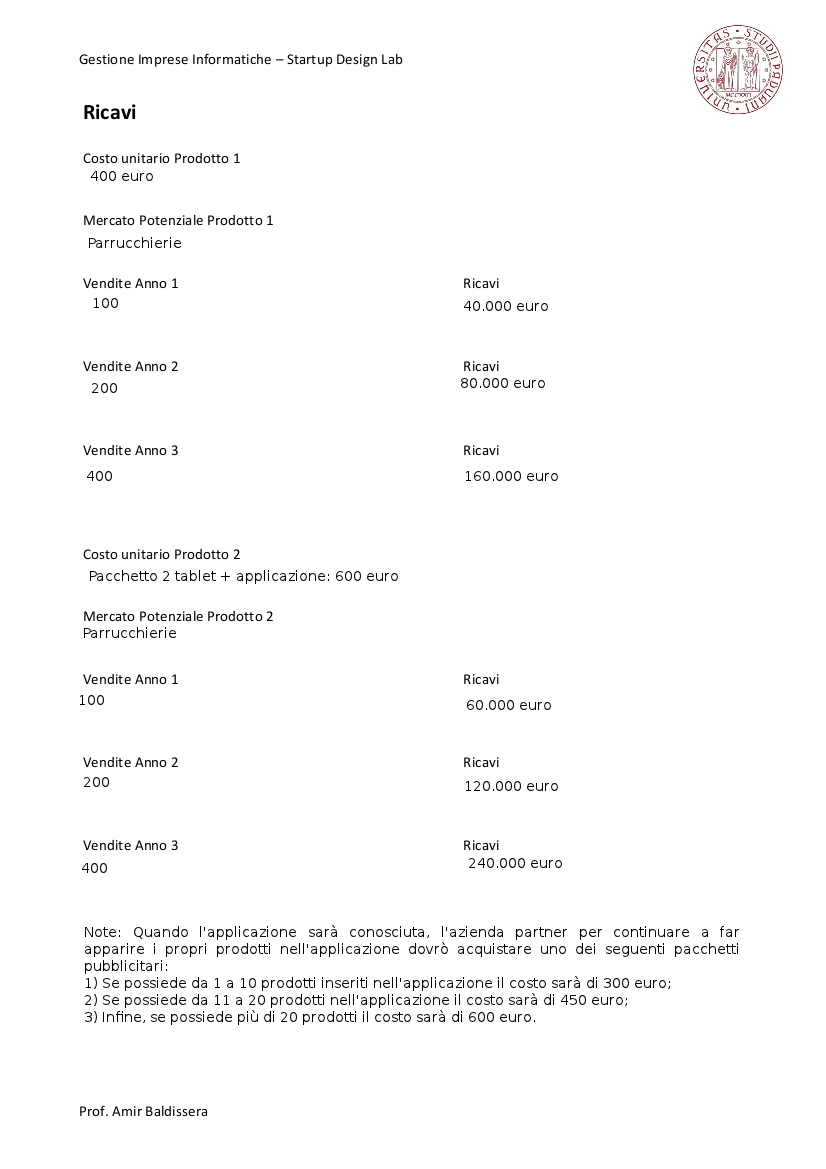 Gestione Imprese Informatiche – Startup Design Lab
UNIVERSITAS STUDII PADUANI
MCCXXII
Ricavi
Costo unitario Prodotto 1
400 euro
Mercato Potenziale Prodotto 1
Parrucchierie
Vendite Anno 1 Ricavi
100 40.000 euro
Vendite Anno 2 Ricavi
200 80.000 euro
Vendite Anno 3 Ricavi
400 160.000 euro
Costo unitario Prodotto 2
Pacchetto 2 tablet + applicazione: 600 euro
Mercato Potenziale Prodotto 2
Parrucchierie
Vendite Anno 1 Ricavi
100 60.000 euro
Vendite Anno 2 Ricavi
200 120.000 euro
Vendite Anno 3 Ricavi
400 240.000 euro
Note: Quando l'applicazione sarà conosciuta, l'azienda partner per continuare a far
apparire i propri prodotti nell'applicazione dovrò acquistare uno dei seguenti pacchetti
pubblicitari:
1) Se possiede da 1 a 10 prodotti inseriti nell'applicazione il costo sarà di 300 euro;
2) Se possiede da 11 a 20 prodotti nell'applicazione il costo sarà di 450 euro;
3) Infine, se possiede più di 20 prodotti il costo sarà di 600 euro.
Prof. Amir Baldissera